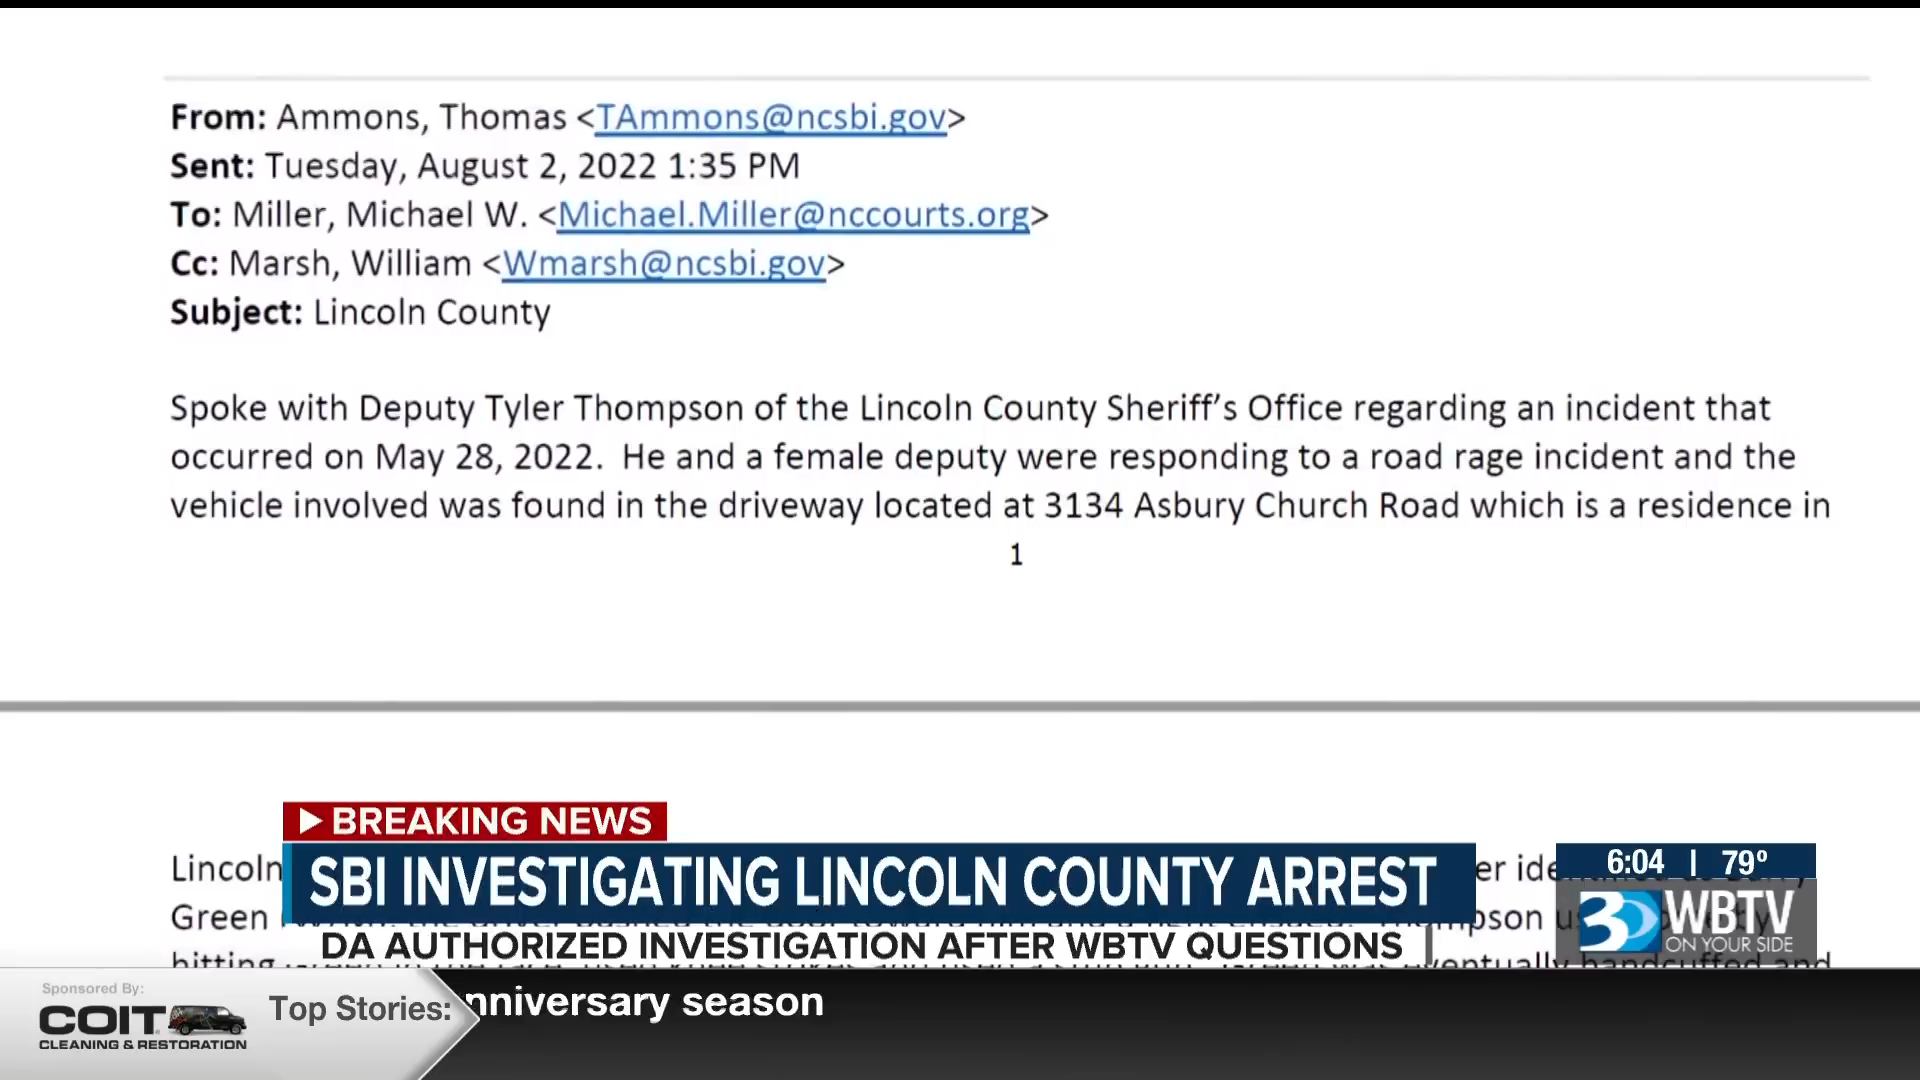 From: Ammons, Thomas <TAmmons@ncsbi.gov>
Sent: Tuesday, August 2, 2022 1:35 PM
To: Miller, Michael W. <Michael.Miller@nccourts.org>
Cc: Marsh, William <Wmarsh@ncsbi.gov>
Subject: Lincoln County
Spoke with Deputy Tyler Thompson of the Lincoln County Sheriff's Office regarding an incident that
occurred on May 28, 2022.  He and a female deputy were responding to a road rage incident and the
vehicle involved was found in the driveway located at 3134 Asbury Church Road which is a residence in
1
▶ BREAKING NEWS
Lincoln
SBI INVESTIGATING LINCOLN COUNTY ARREST
6:04 | 79°
Green
DA AUTHORIZED INVESTIGATION AFTER WBTV QUESTIONS
3 WBTV
ON YOUR SIDE
hitting
eventually handcuffed and
Sponsored By:
COIT
CLEANING & RESTORATION
Top Stories:
nniversary season